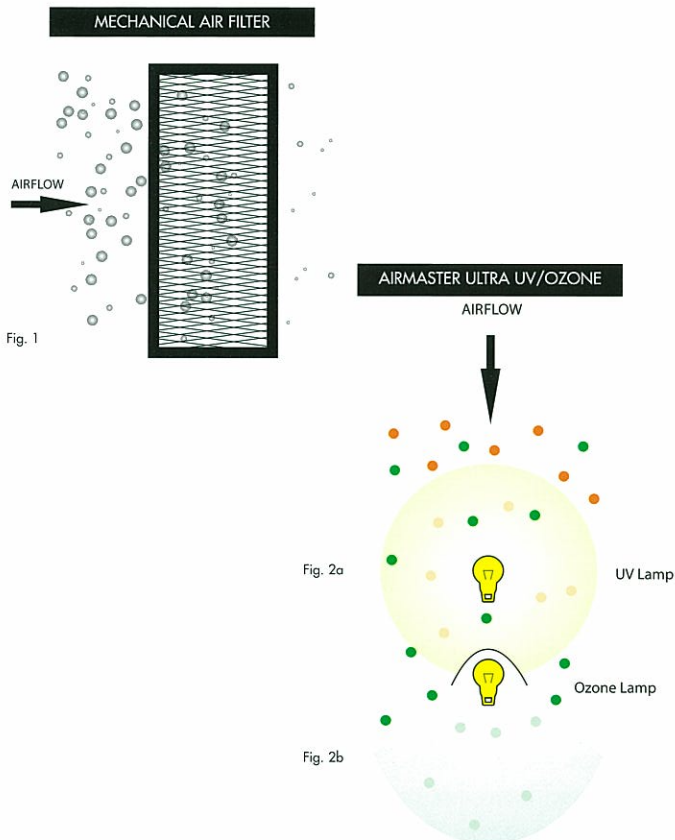 MECHANICAL AIR FILTER
AIRFLOW
Fig. 1
AIRMASTER ULTRA UV/OZONE
AIRFLOW
Fig. 2a
UV Lamp
Ozone Lamp
Fig. 2b